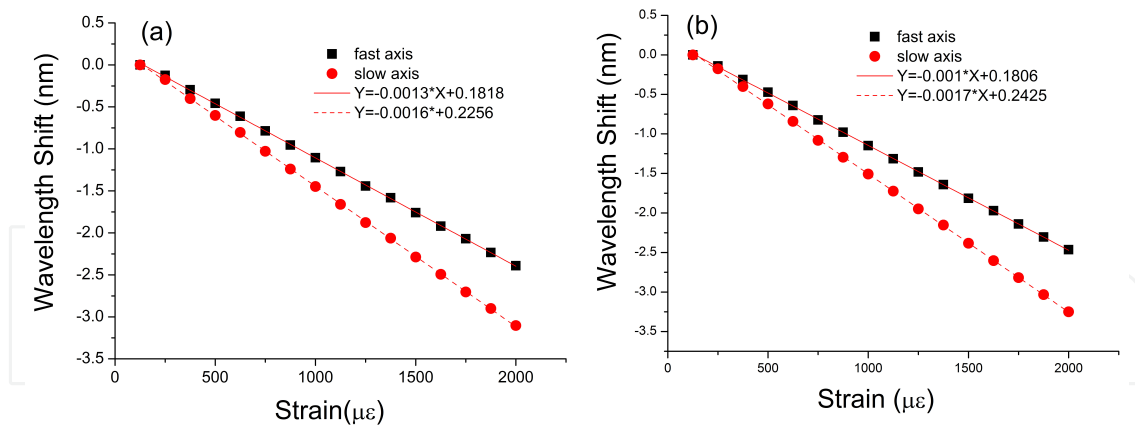 (a)
fast axis
slow axis
Y=-0.0013*X+0.1818
Y=-0.0016*+0.2256
0.5
0.0
-0.5
-1.0
-1.5
-2.0
-2.5
-3.0
-3.5
Wavelength Shift (nm)
0 500 1000 1500 2000
Strain(με)
(b)
fast axis
slow axis
Y=-0.001*X+0.1806
Y=-0.0017*X+0.2425
0.5
0.0
-0.5
-1.0
-1.5
-2.0
-2.5
-3.0
-3.5
Wavelength Shift (nm)
0 500 1000 1500 2000
Strain (με)